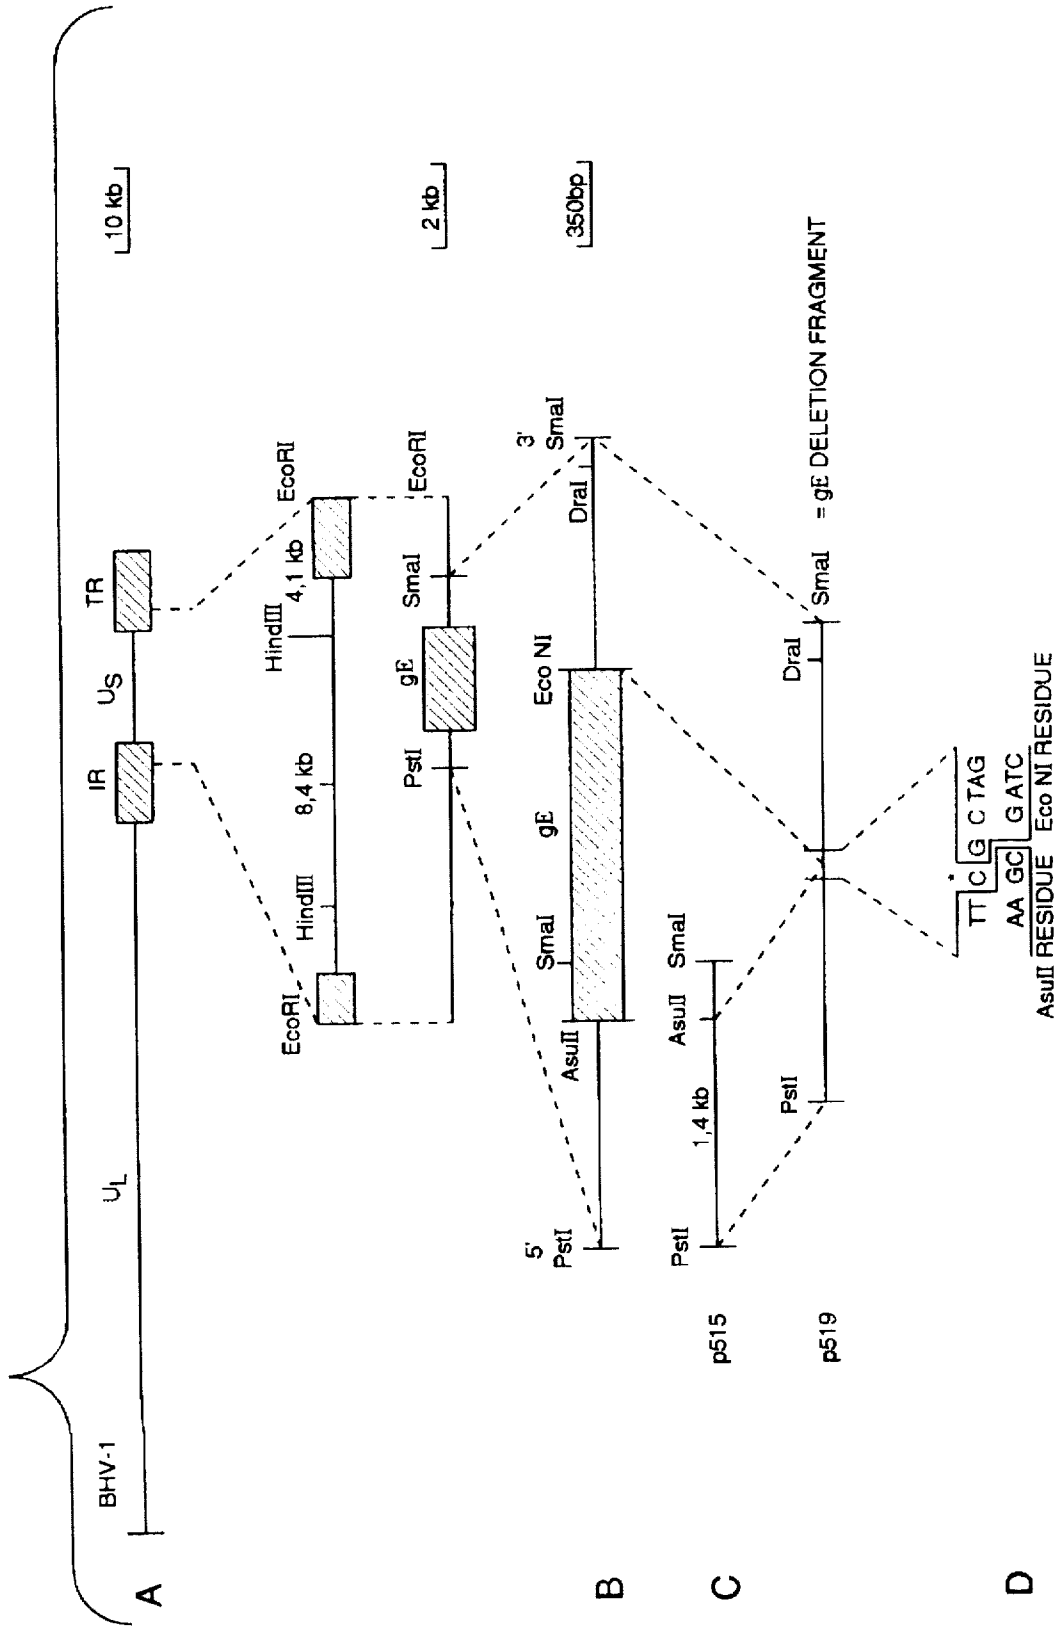 A
BHV-1
UL
IR
US
TR
10 kb
EcoRI
HindIII
8,4 kb
HindIII
4,1 kb
EcoRI
PstI
gE
SmaI
EcoRI
2 kb
B
5'
PstI
AsuII
SmaI
gE
Eco NI
DraI
3'
SmaI
350bp
C
p515
PstI
1,4 kb
AsuII
SmaI
p519
PstI
DraI
SmaI
= gE DELETION FRAGMENT
D
*
TT C G C TAG
AA GC G ATC
AsuII RESIDUE Eco NI RESIDUE